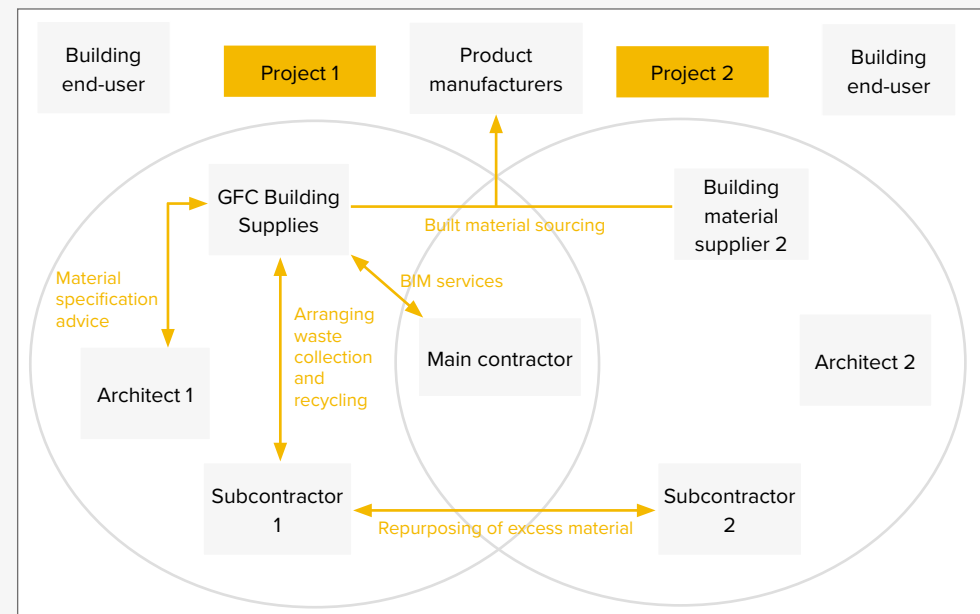 Building
end-user
Project 1
Product
manufacturers
Project 2
Building
end-user
GFC Building
Supplies
Building
material
supplier 2
Built material sourcing
Material
specification
advice
BIM services
Arranging
waste
collection
and
recycling
Main contractor
Architect 2
Architect 1
Subcontractor
1
Subcontractor
2
Repurposing of excess material